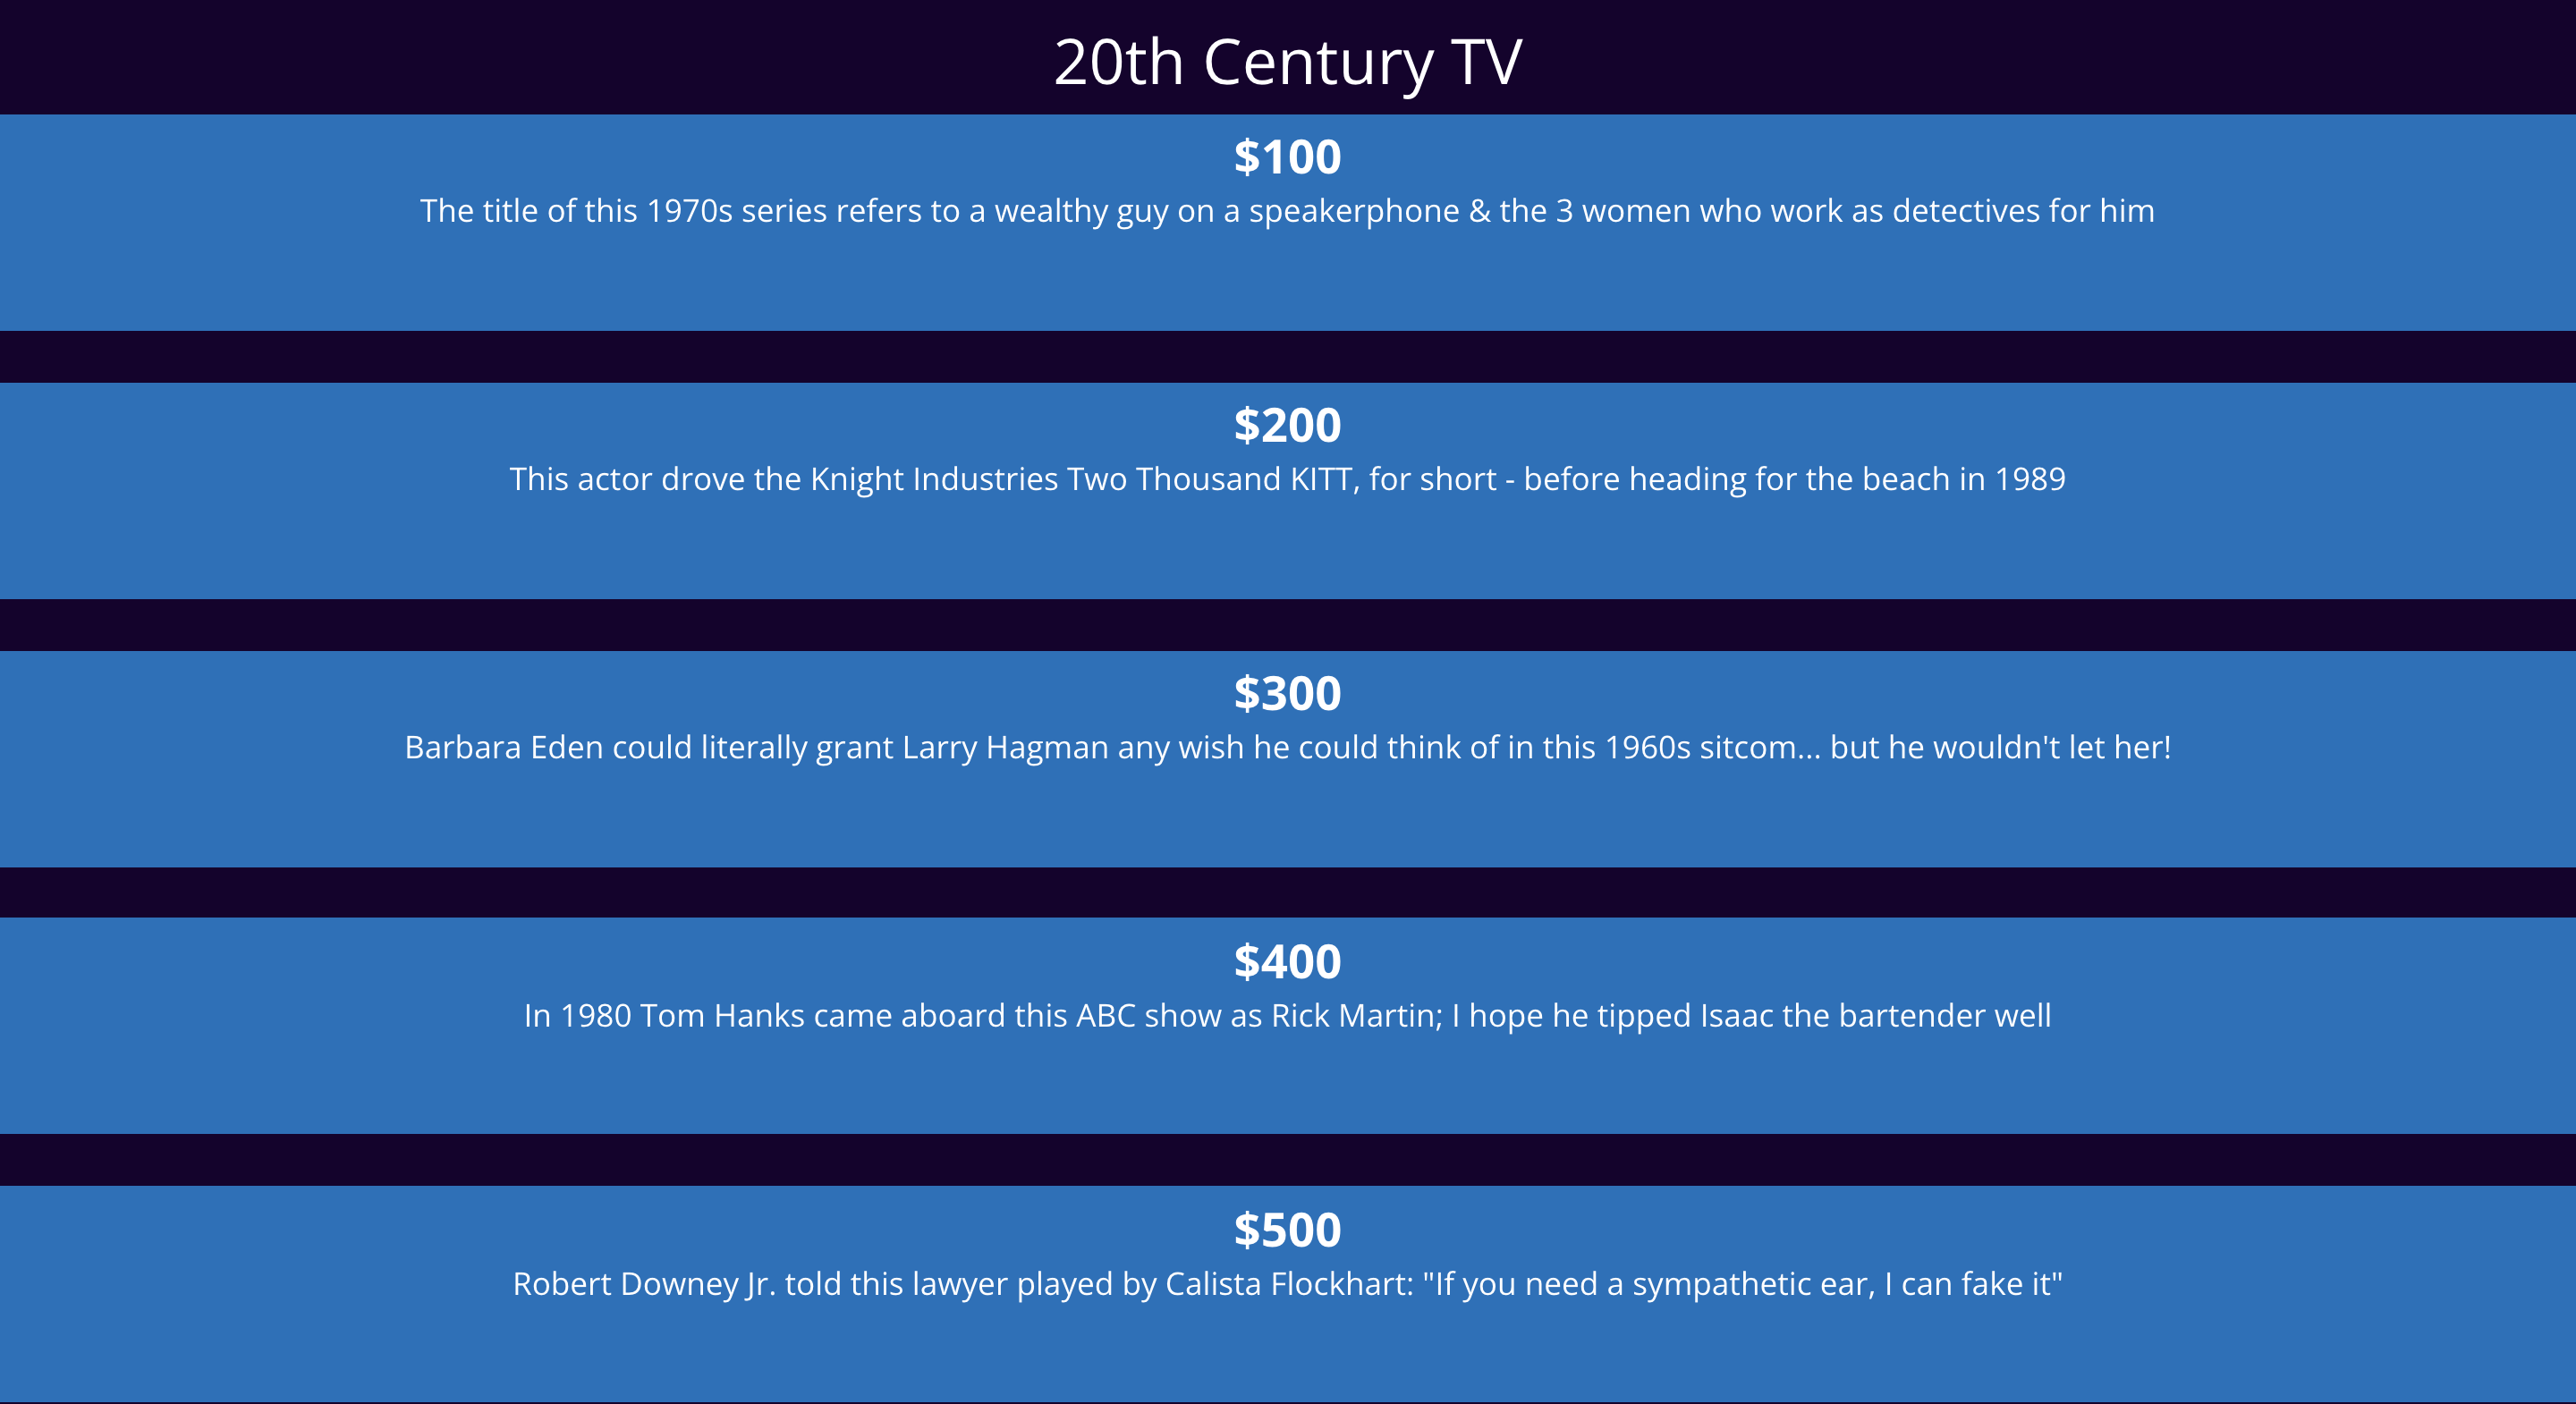 20th Century TV
$100
The title of this 1970s series refers to a wealthy guy on a speakerphone & the 3 women who work as detectives for him
$200
This actor drove the Knight Industries Two Thousand KITT, for short - before heading for the beach in 1989
$300
Barbara Eden could literally grant Larry Hagman any wish he could think of in this 1960s sitcom... but he wouldn't let her!
$400
In 1980 Tom Hanks came aboard this ABC show as Rick Martin; I hope he tipped Isaac the bartender well
$500
Robert Downey Jr. told this lawyer played by Calista Flockhart: "If you need a sympathetic ear, I can fake it"